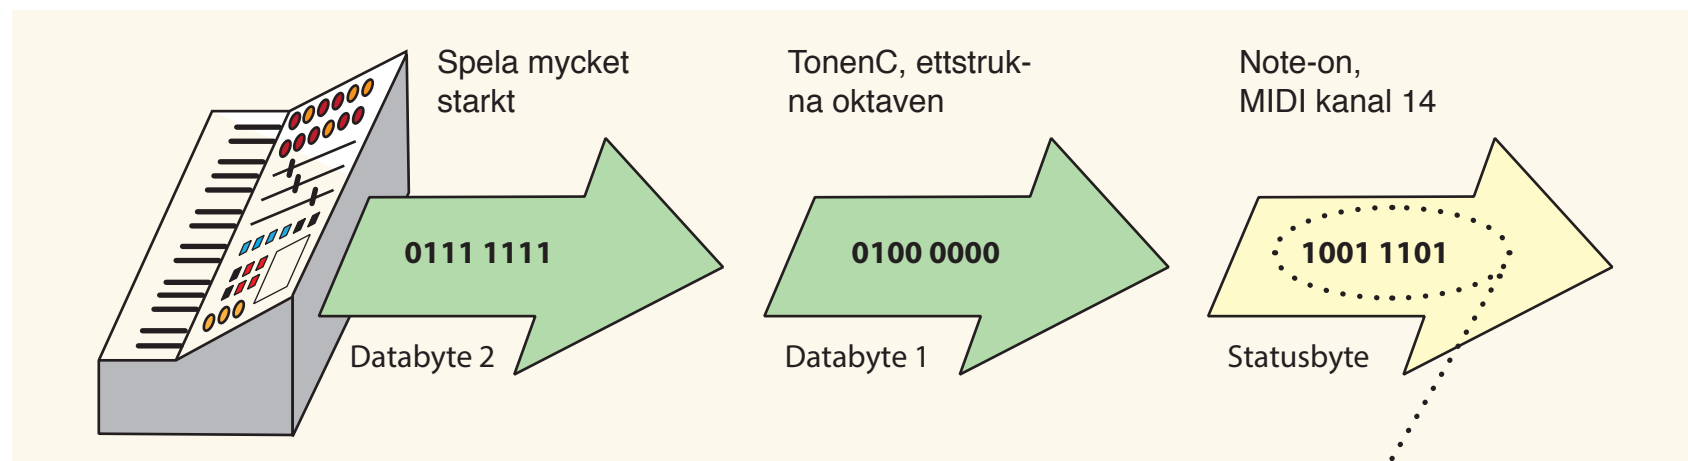 Spela mycket
starkt
TonenC, ettstruk-
na oktaven
Note-on,
MIDI kanal 14
0111 1111
0100 0000
1001 1101
Databyte 2
Databyte 1
Statusbyte